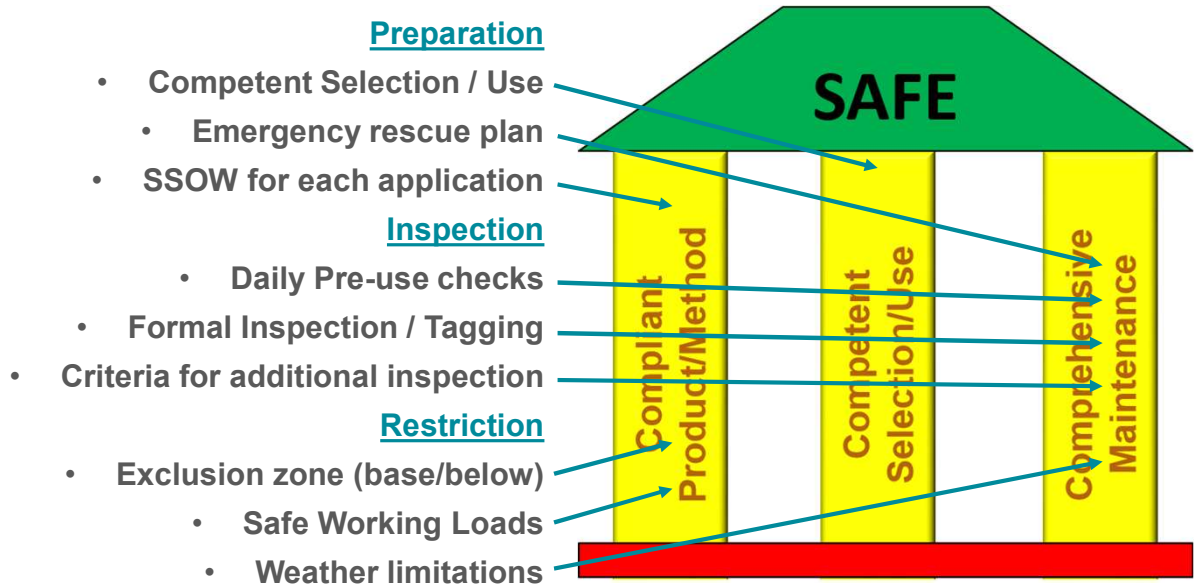 Preparation
• Competent Selection / Use
• Emergency rescue plan
• SSOW for each application
Inspection
• Daily Pre-use checks
• Formal Inspection / Tagging
• Criteria for additional inspection
Restriction
• Exclusion zone (base/below)
• Safe Working Loads
• Weather limitations
SAFE
Compliant
Product/Method
Competent
Selection/Use
Comprehensive
Maintenance